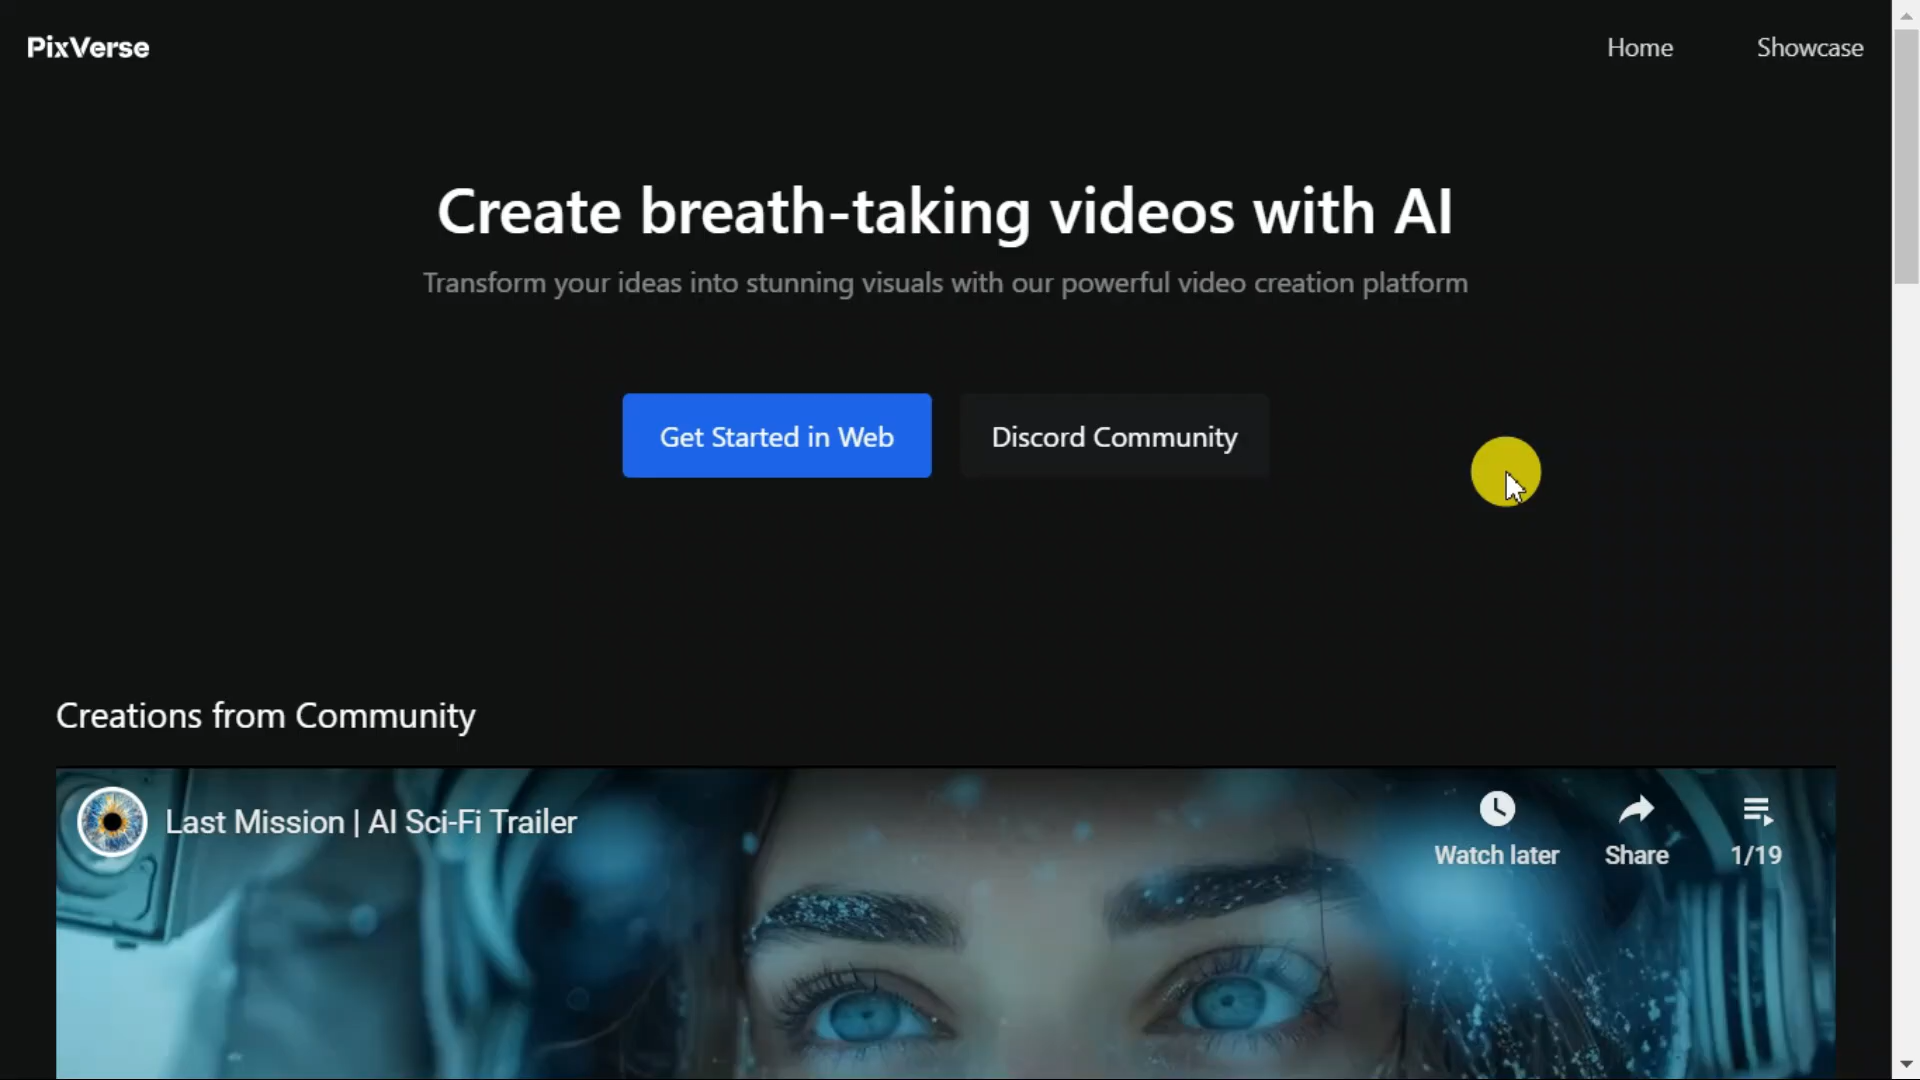 PixVerse
Home
Showcase
Create breath-taking videos with AI
Transform your ideas into stunning visuals with our powerful video creation platform
Get Started in Web
Discord Community
Creations from Community
Last Mission | AI Sci-Fi Trailer
Watch later
Share
1/19